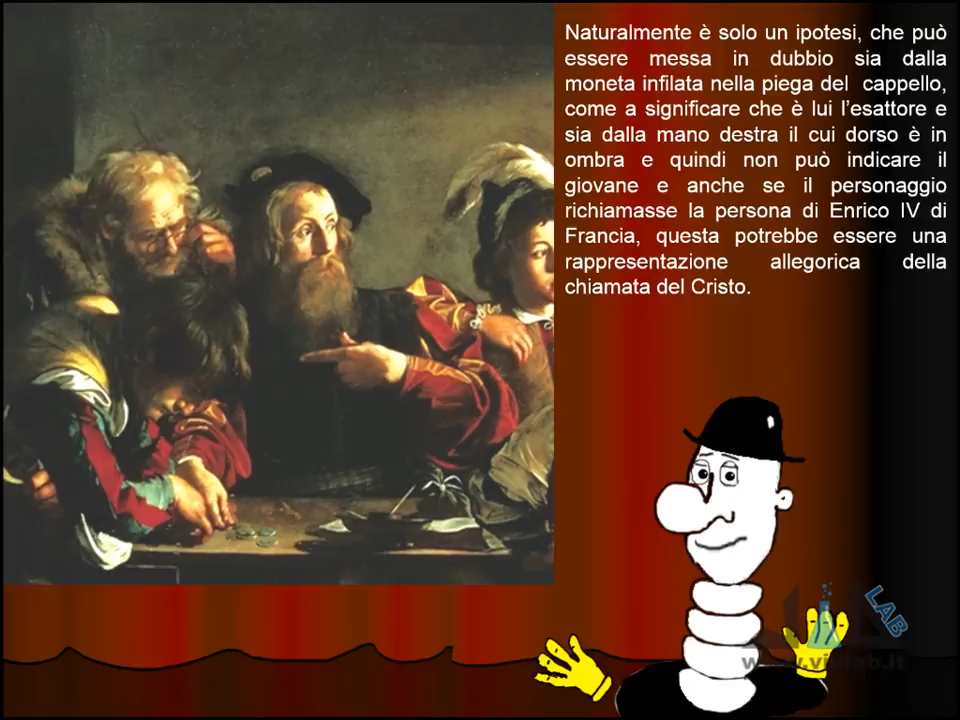 Naturalmente è solo un ipotesi, che può
essere messa in dubbio sia dalla
moneta infilata nella piega del cappello,
come a significare che è lui l'esattore e
sia dalla mano destra il cui dorso è in
ombra e quindi non può indicare il
giovane e anche se il personaggio
richiamasse la persona di Enrico IV di
Francia, questa potrebbe essere una
rappresentazione allegorica della
chiamata del Cristo.
LAB